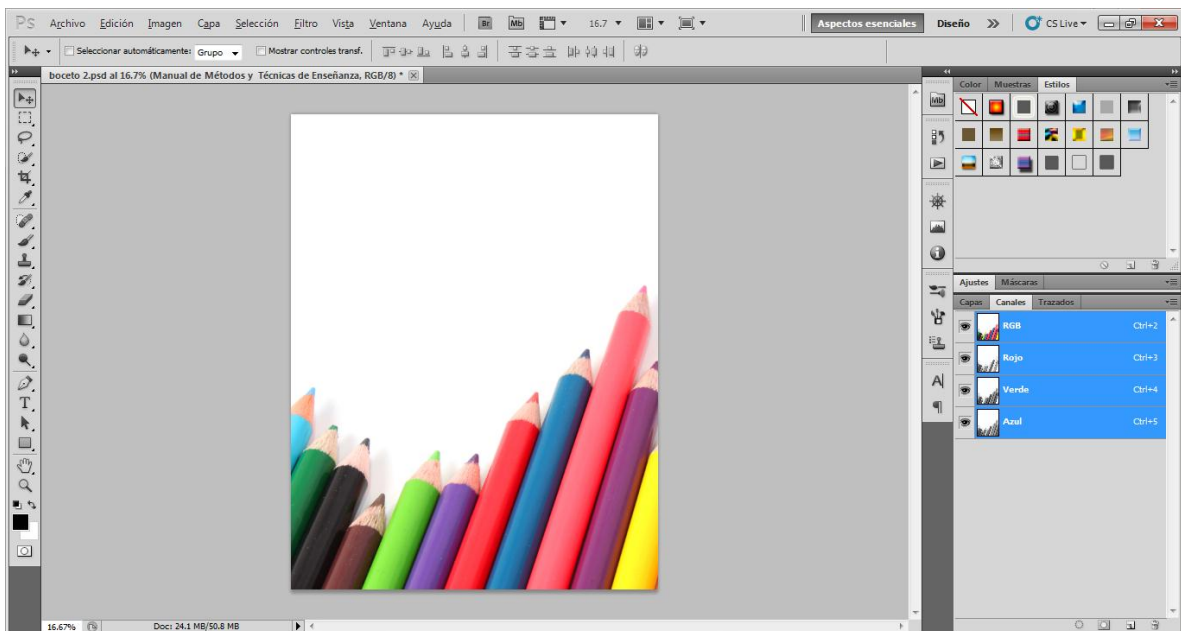 Ps Archivo Edición Imagen Capa Selección Filtro Vista Ventana Ayuda Br Mb 16.7 Aspectos esenciales Diseño CS Live
Seleccionar automáticamente: Grupo Mostrar controles transf.
boceto 2.psd al 16.7% (Manual de Métodos y Técnicas de Enseñanza, RGB/8) *
Color Muestras Estilos
Mb
Ajustes Máscaras
Capas Canales Trazados
RGB Ctrl+2
Rojo Ctrl+3
Verde Ctrl+4
Azul Ctrl+5
16.67% Doc: 24.1 MB/50.8 MB